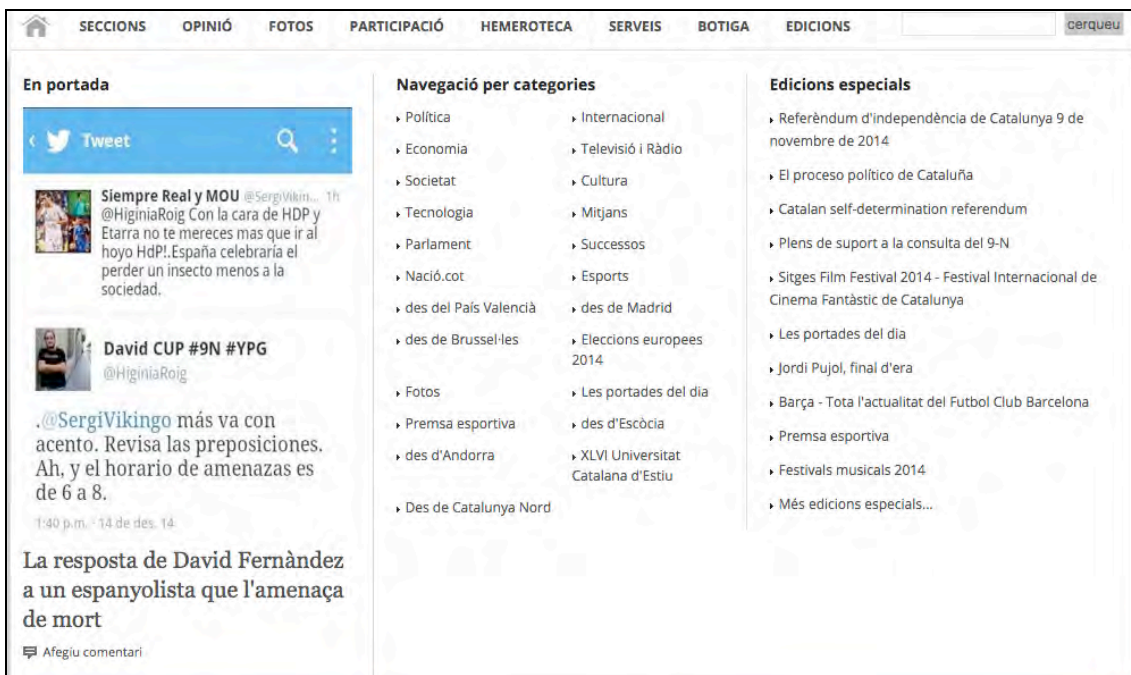 SECCIONS OPINIÓ FOTOS PARTICIPACIÓ HEMEROTECA SERVEIS BOTIGA EDICIONS cerqueu
En portada
Tweet
Siempre Real y MOU @SergiVikin... 1h
@HiginiaRoig Con la cara de HDP y
Etarra no te mereces mas que ir al
hoyo HdP!.España celebraría el
perder un insecto menos a la
sociedad.
David CUP #9N #YPG
@HiginiaRoig
.@SergiVikingo más va con
acento. Revisa las preposiciones.
Ah, y el horario de amenazas es
de 6 a 8.
1:40 p.m. · 14 de des. 14
La resposta de David Fernàndez
a un espanyolista que l'amenaça
de mort
Afegiu comentari
Navegació per categories
Política
Economia
Societat
Tecnologia
Parlament
Nació.cot
des del País Valencià
des de Brussel·les
Fotos
Premsa esportiva
des d'Andorra
Des de Catalunya Nord
Internacional
Televisió i Ràdio
Cultura
Mitjans
Successos
Esports
des de Madrid
Eleccions europees
2014
Les portades del dia
des d'Escòcia
XLVI Universitat
Catalana d'Estiu
Edicions especials
Referèndum d'independència de Catalunya 9 de
novembre de 2014
El proceso político de Cataluña
Catalan self-determination referendum
Plens de suport a la consulta del 9-N
Sitges Film Festival 2014 - Festival Internacional de
Cinema Fantàstic de Catalunya
Les portades del dia
Jordi Pujol, final d'era
Barça - Tota l'actualitat del Futbol Club Barcelona
Premsa esportiva
Festivals musicals 2014
Més edicions especials...